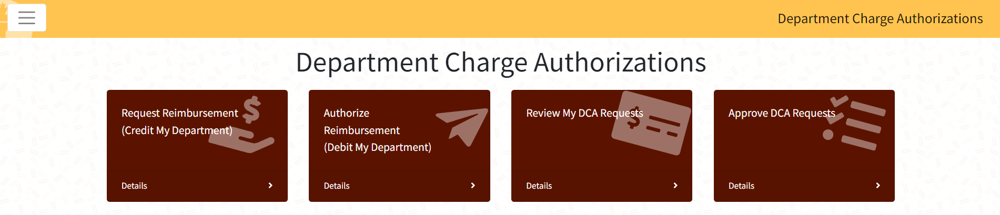 Department Charge Authorizations
Department Charge Authorizations
Request Reimbursement
(Credit My Department)
Details
Authorize
Reimbursement
(Debit My Department)
Details
Review My DCA Requests
Details
Approve DCA Requests
Details